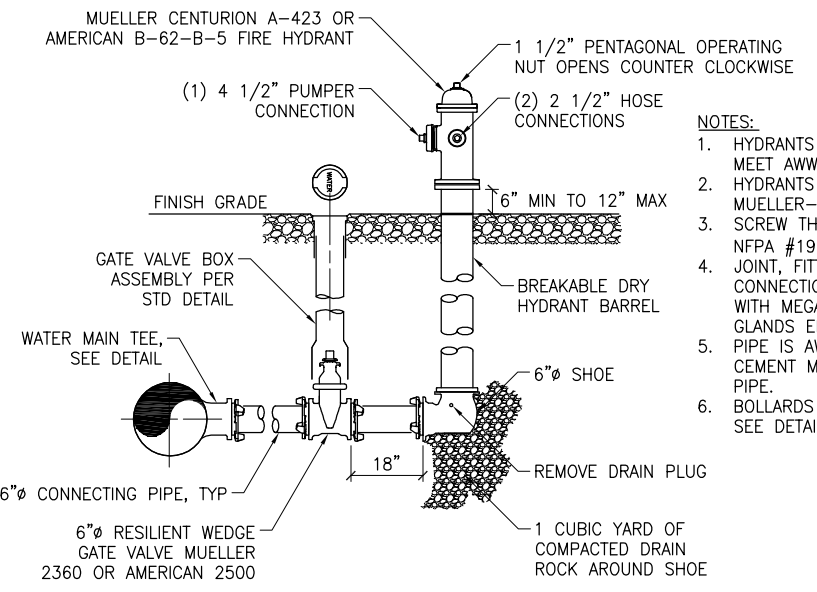 MUELLER CENTURION A-423 OR
AMERICAN B-62-B-5 FIRE HYDRANT
1 1/2" PENTAGONAL OPERATING
NUT OPENS COUNTER CLOCKWISE
(1) 4 1/2" PUMPER
CONNECTION
(2) 2 1/2" HOSE
CONNECTIONS
WATER
FINISH GRADE
6" MIN TO 12" MAX
GATE VALVE BOX
ASSEMBLY PER
STD DETAIL
BREAKABLE DRY
HYDRANT BARREL
WATER MAIN TEE,
SEE DETAIL
6"ø SHOE
18"
REMOVE DRAIN PLUG
6"ø CONNECTING PIPE, TYP
6"ø RESILIENT WEDGE
GATE VALVE MUELLER
2360 OR AMERICAN 2500
1 CUBIC YARD OF
COMPACTED DRAIN
ROCK AROUND SHOE
NOTES:
1. HYDRANTS
MEET AWW
2. HYDRANTS
MUELLER-
3. SCREW TH
NFPA #19
4. JOINT, FIT
CONNECTIO
WITH MEGA
GLANDS E
5. PIPE IS AW
CEMENT M
PIPE.
6. BOLLARDS
SEE DETAI